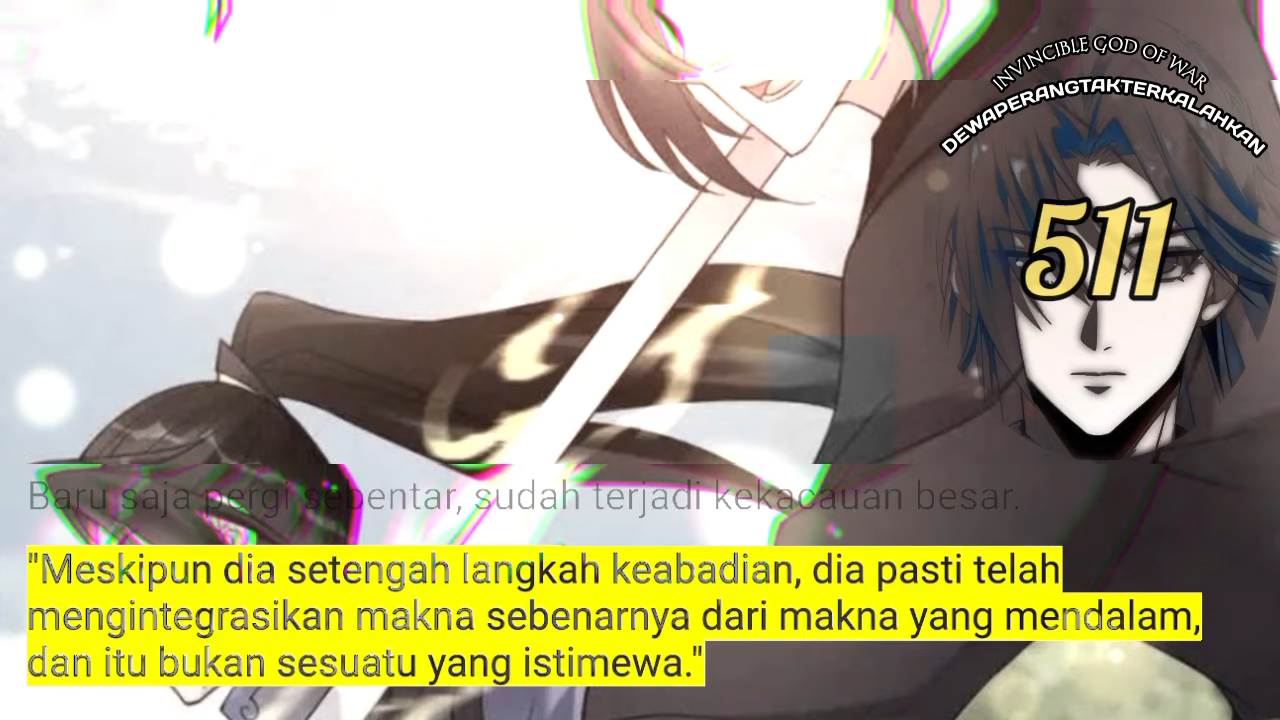 INVINCIBLE GOD OF WAR
DEWAPERANGTAKTERKALAHKAN
511
Baru saja pergi sebentar, sudah terjadi kekacauan besar.
"Meskipun dia setengah langkah keabadian, dia pasti telah
mengintegrasikan makna sebenarnya dari makna yang mendalam,
dan itu bukan sesuatu yang istimewa."